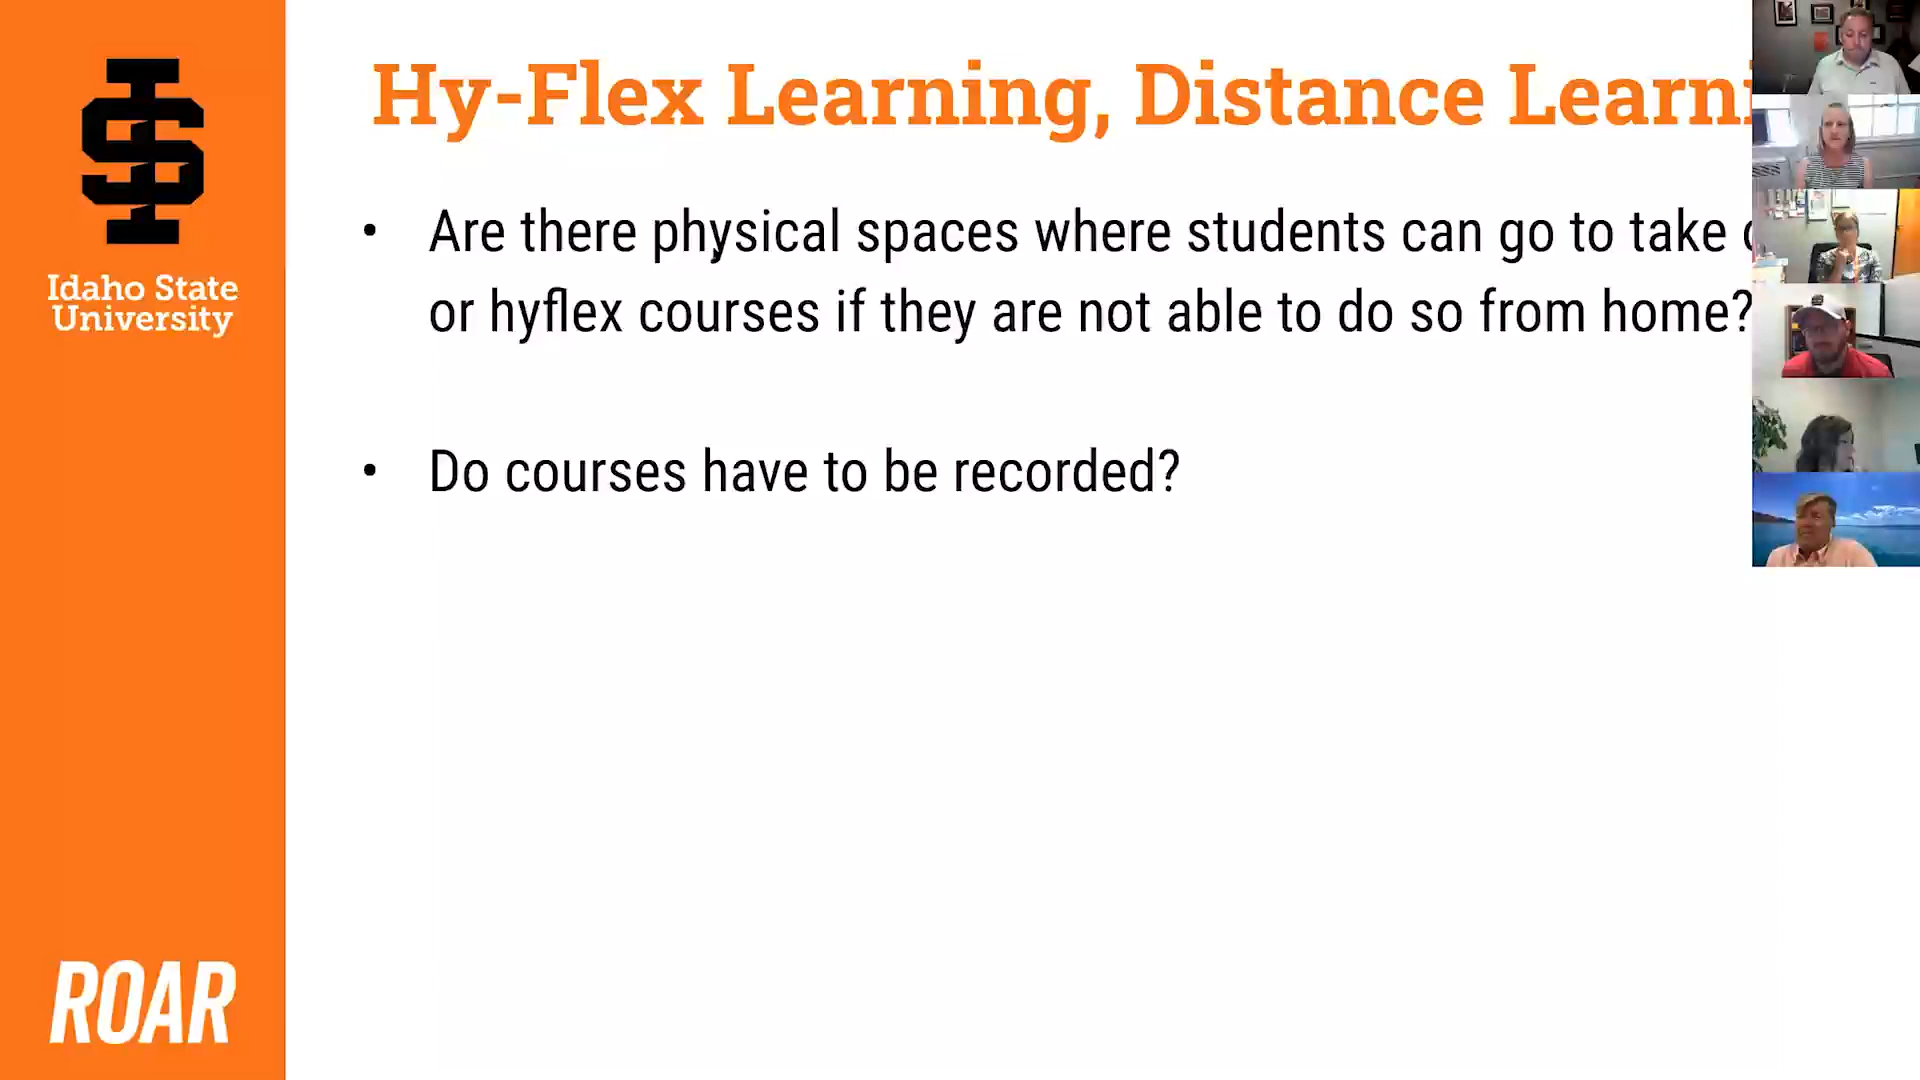 Hy-Flex Learning, Distance Learni
• Are there physical spaces where students can go to take
or hyflex courses if they are not able to do so from home?
• Do courses have to be recorded?
Idaho State
University
ROAR